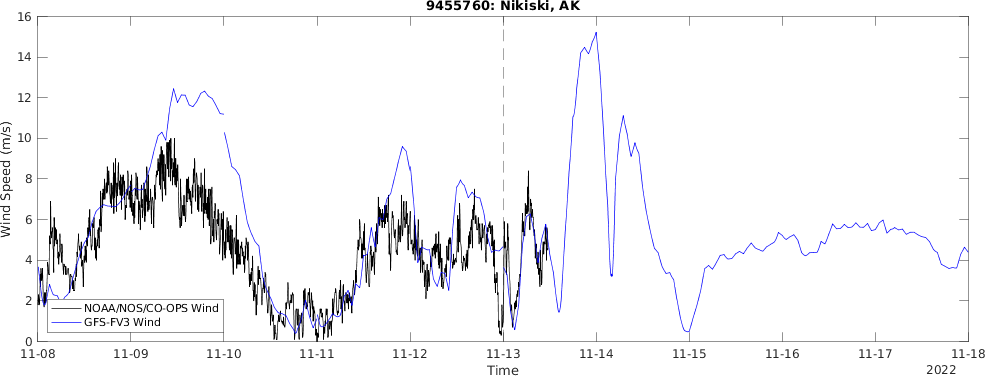 9455760: Nikiski, AK
Wind Speed (m/s)
16
14
12
10
8
6
4
2
0
NOAA/NOS/CO-OPS Wind
GFS-FV3 Wind
11-08 11-09 11-10 11-11 11-12 11-13 11-14 11-15 11-16 11-17 11-18
Time
2022